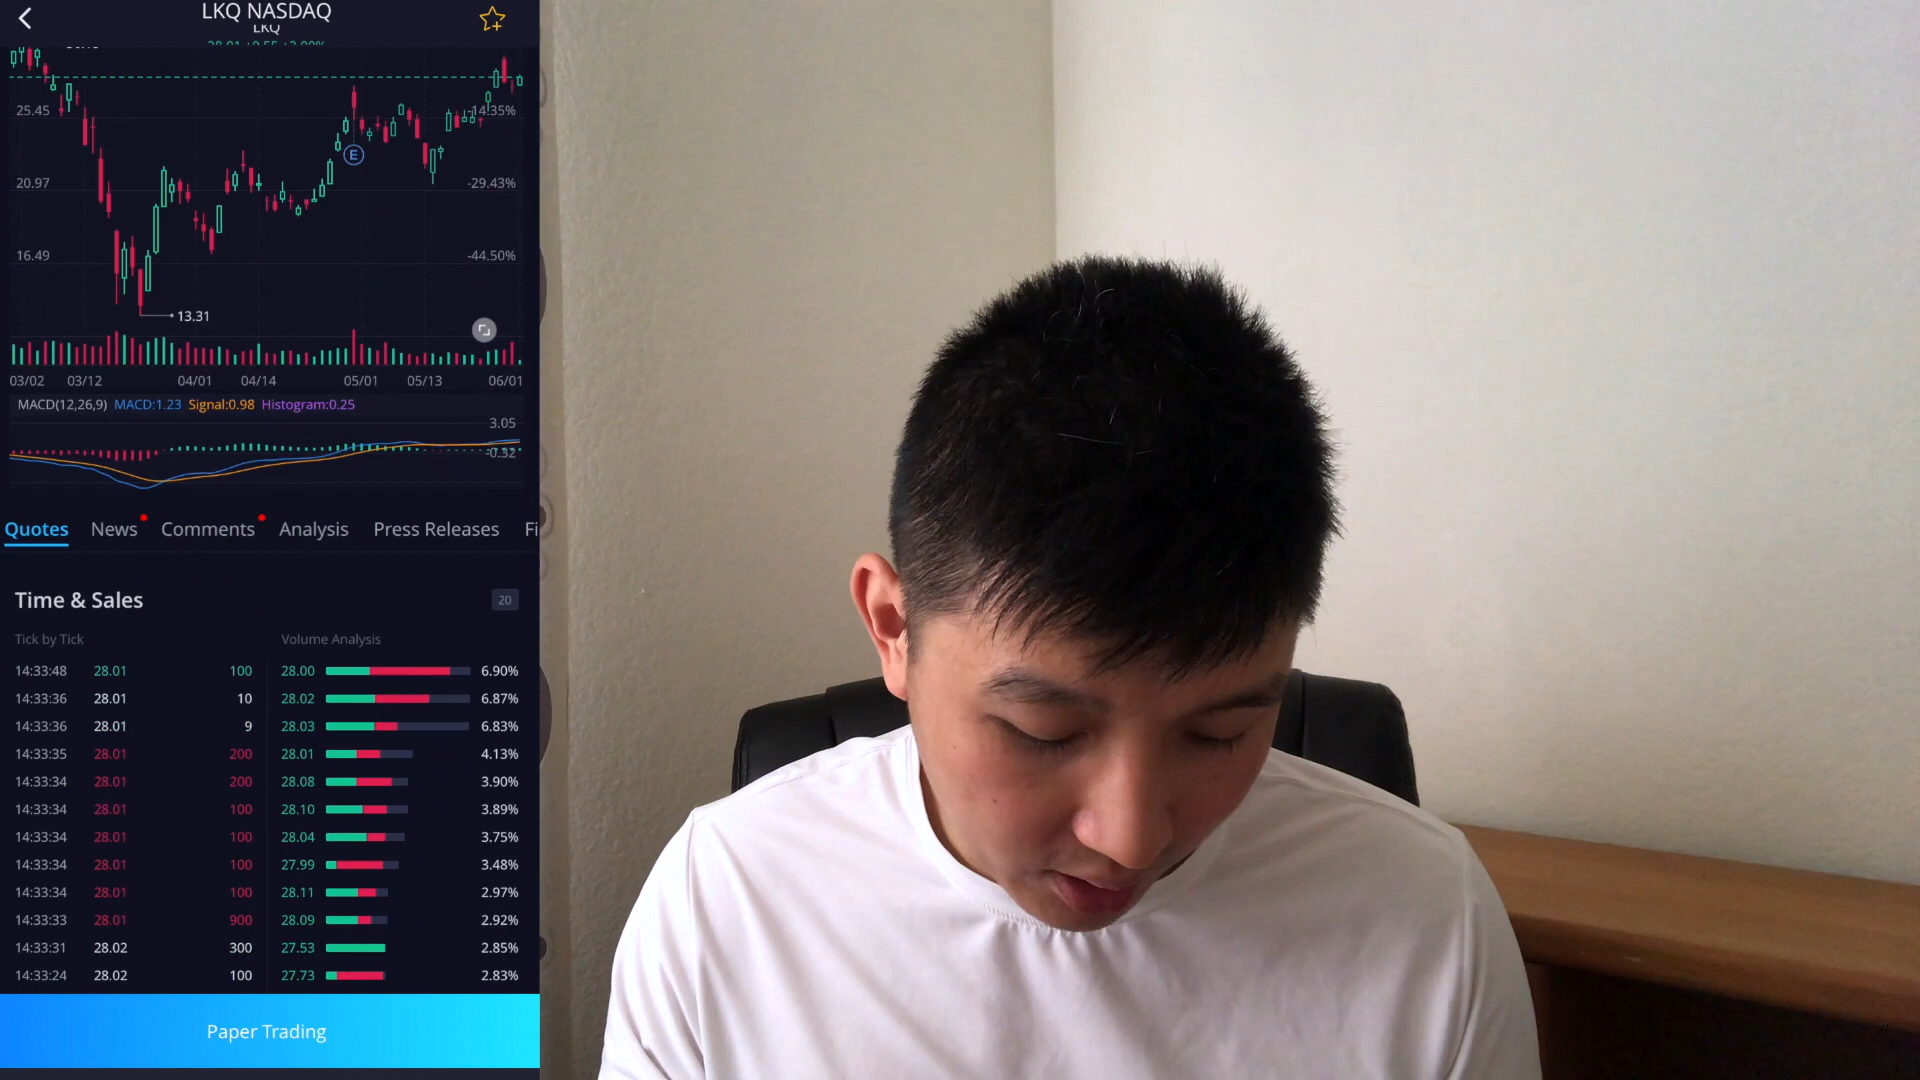 LKQ NASDAQ
LKQ
28.01 +0.55 +2.00%
25.45
-14.35%
E
20.97
-29.43%
16.49
-44.50%
13.31
03/02 03/12 04/01 04/14 05/01 05/13 06/01
MACD(12,26,9) MACD:1.23 Signal:0.98 Histogram:0.25
3.05
-0.32
Quotes News Comments Analysis Press Releases Fi
Time & Sales 20
Tick by Tick Volume Analysis
14:33:48 28.01 100 28.00 6.90%
14:33:36 28.01 10 28.02 6.87%
14:33:36 28.01 9 28.03 6.83%
14:33:35 28.01 200 28.01 4.13%
14:33:34 28.01 200 28.08 3.90%
14:33:34 28.01 100 28.10 3.89%
14:33:34 28.01 100 28.04 3.75%
14:33:34 28.01 100 27.99 3.48%
14:33:34 28.01 100 28.11 2.97%
14:33:33 28.01 900 28.09 2.92%
14:33:31 28.02 300 27.53 2.85%
14:33:24 28.02 100 27.73 2.83%
Paper Trading